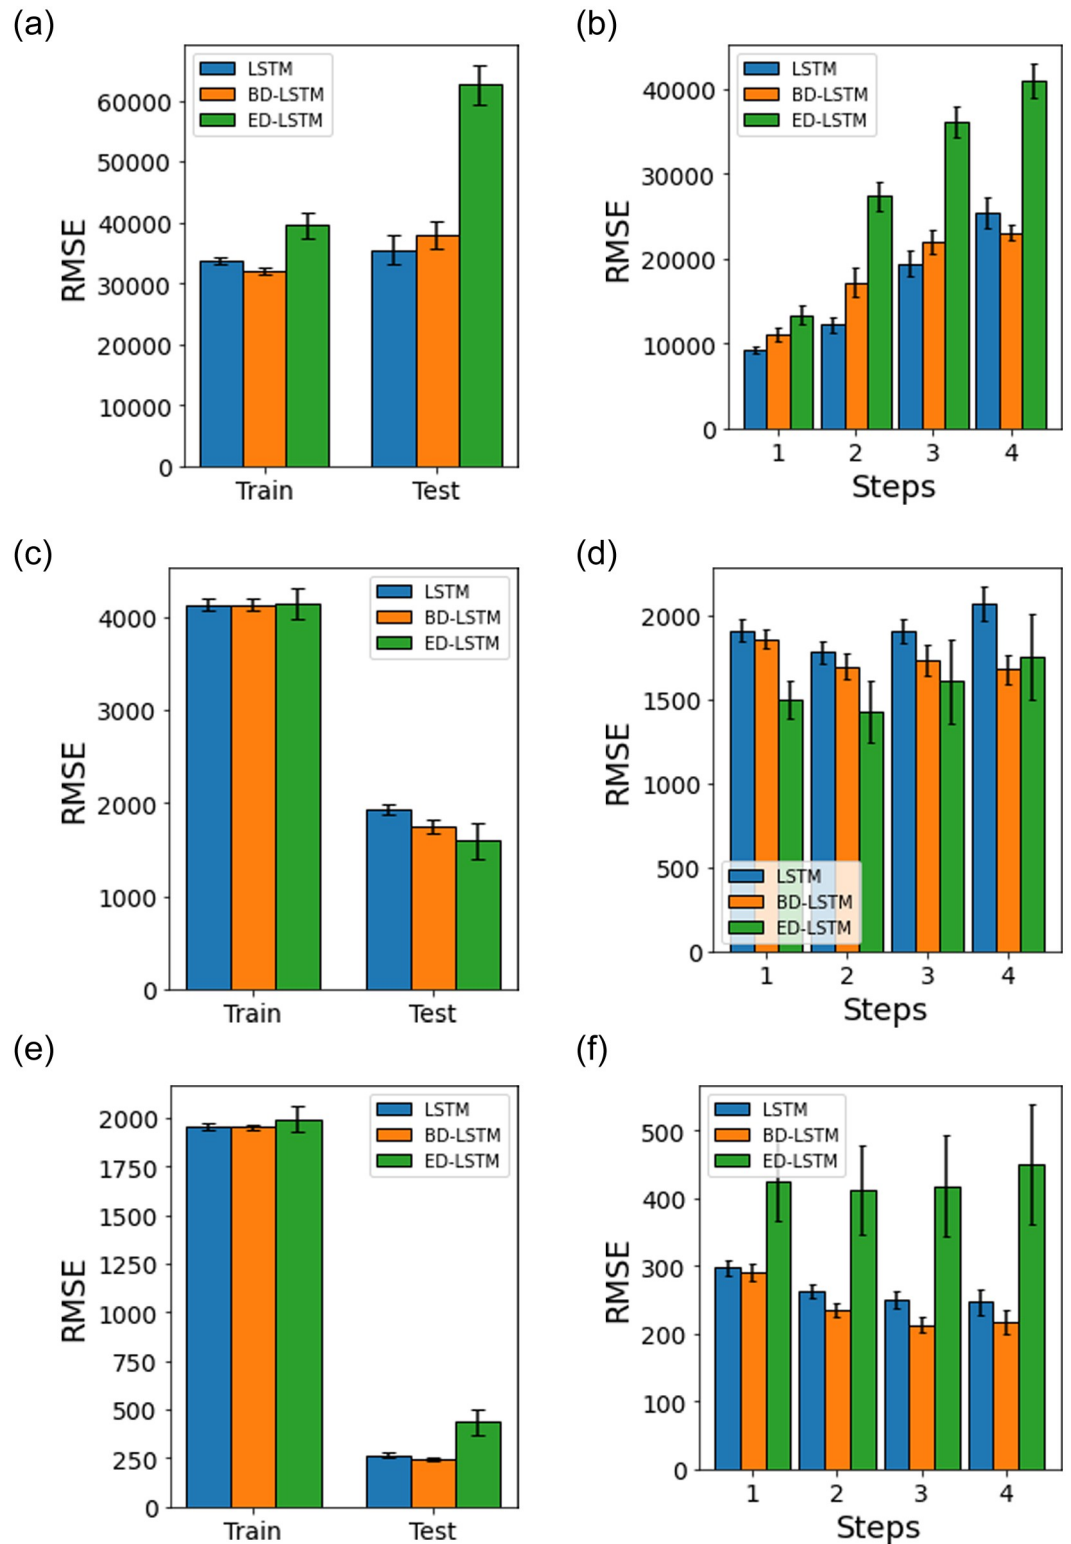 (a)
LSTM
BD-LSTM
ED-LSTM
RMSE
60000
50000
40000
30000
20000
10000
0
Train Test
(b)
LSTM
BD-LSTM
ED-LSTM
RMSE
40000
30000
20000
10000
0
1 2 3 4
Steps
(c)
LSTM
BD-LSTM
ED-LSTM
RMSE
4000
3000
2000
1000
0
Train Test
(d)
RMSE
2000
1500
1000
500
0
LSTM
BD-LSTM
ED-LSTM
1 2 3 4
Steps
(e)
LSTM
BD-LSTM
ED-LSTM
RMSE
2000
1750
1500
1250
1000
750
500
250
0
Train Test
(f)
LSTM
BD-LSTM
ED-LSTM
RMSE
500
400
300
200
100
0
1 2 3 4
Steps